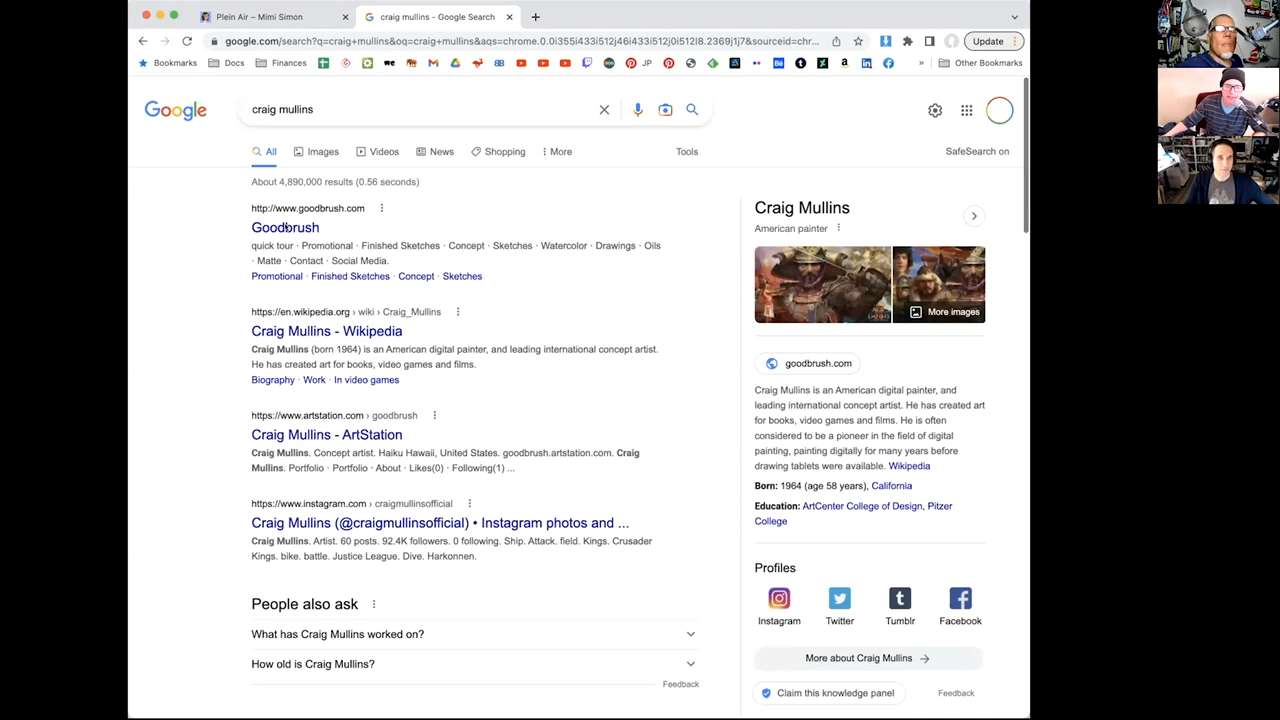 Plein Air – Mimi Simon
craig mullins - Google Search
google.com/search?q=craig+mullins&oq=craig+mullins&aqs=chrome.0.0i355i433i512j46i433i512j0i512l8.2369j1j7&sourceid=chr...
Update
Bookmarks
Docs
Finances
JP
Other Bookmarks
Google
craig mullins
All
Images
Videos
News
Shopping
More
Tools
SafeSearch on
About 4,890,000 results (0.56 seconds)
http://www.goodbrush.com
Goodbrush
quick tour · Promotional · Finished Sketches · Concept · Sketches · Watercolor · Drawings · Oils
· Matte · Contact · Social Media.
Promotional · Finished Sketches · Concept · Sketches
https://en.wikipedia.org › wiki › Craig_Mullins
Craig Mullins - Wikipedia
Craig Mullins (born 1964) is an American digital painter, and leading international concept artist.
He has created art for books, video games and films.
Biography · Work · In video games
https://www.artstation.com › goodbrush
Craig Mullins - ArtStation
Craig Mullins. Concept artist. Haiku Hawaii, United States. goodbrush.artstation.com. Craig
Mullins. Portfolio · Portfolio · About · Likes(0) · Following(1) ...
https://www.instagram.com › craigmullinsofficial
Craig Mullins (@craigmullinsofficial) • Instagram photos and ...
Craig Mullins. Artist. 60 posts. 92.4K followers. 0 following. Ship. Attack. field. Kings. Crusader
Kings. bike. battle. Justice League. Dive. Harkonnen.
People also ask
What has Craig Mullins worked on?
How old is Craig Mullins?
Feedback
Craig Mullins
American painter
More images
goodbrush.com
Craig Mullins is an American digital painter, and
leading international concept artist. He has created art
for books, video games and films. He is often
considered to be a pioneer in the field of digital
painting, painting digitally for many years before
drawing tablets were available. Wikipedia
Born: 1964 (age 58 years), California
Education: ArtCenter College of Design, Pitzer
College
Profiles
Instagram
Twitter
Tumblr
Facebook
More about Craig Mullins
Claim this knowledge panel
Feedback